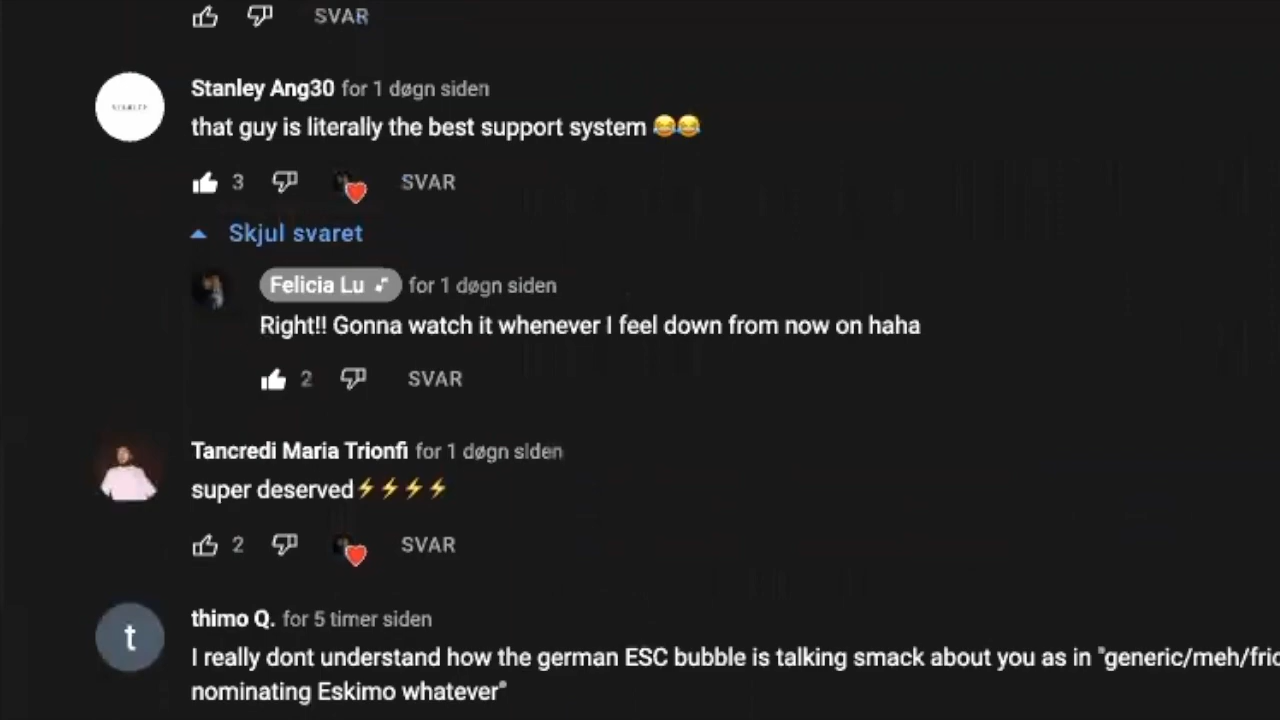 SVAR
Stanley Ang30 for 1 døgn siden
that guy is literally the best support system 😂😂
3 SVAR
Skjul svaret
Felicia Lu for 1 døgn siden
Right!! Gonna watch it whenever I feel down from now on haha
2 SVAR
Tancredi Maria Trionfi for 1 døgn siden
super deserved⚡⚡⚡⚡
2 SVAR
t
thimo Q. for 5 timer siden
I really dont understand how the german ESC bubble is talking smack about you as in "generic/meh/fric
nominating Eskimo whatever"